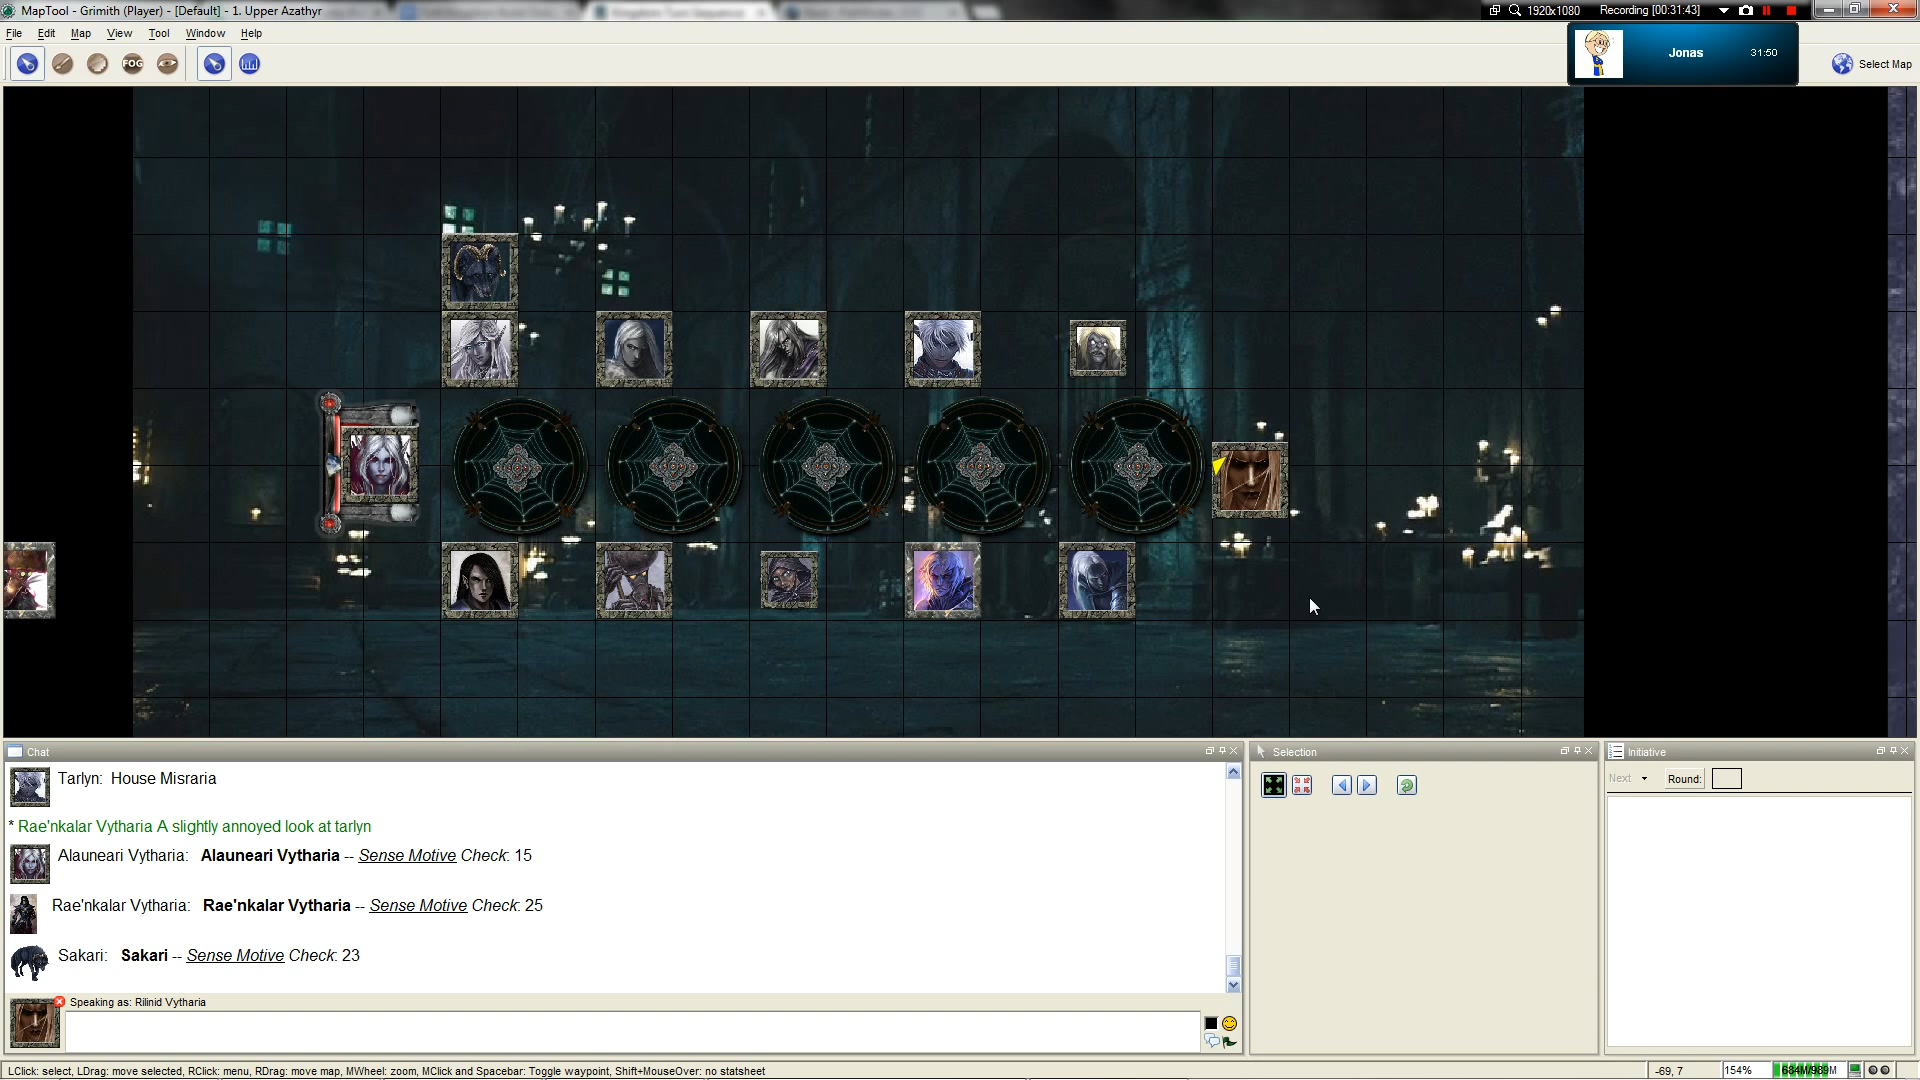 MapTool - Grimith (Player) - [Default] - 1. Upper Azathyr
1920x1080 Recording [00:31:43]
File Edit Map View Tool Window Help
FOG
Jonas 31:50
Select Map
Chat
Tarlyn: House Misraria
* Rae'nkalar Vytharia A slightly annoyed look at tarlyn
Alauneari Vytharia: Alauneari Vytharia -- Sense Motive Check: 15
Rae'nkalar Vytharia: Rae'nkalar Vytharia -- Sense Motive Check: 25
Sakari: Sakari -- Sense Motive Check: 23
Speaking as: Rilinid Vytharia
Selection
Initiative
Next Round:
LClick: select, LDrag: move selected, RClick: menu, RDrag: move map, MWheel: zoom, MClick and Spacebar: Toggle waypoint, Shift+MouseOver: no statsheet
-69, 7 154% 684M/989M